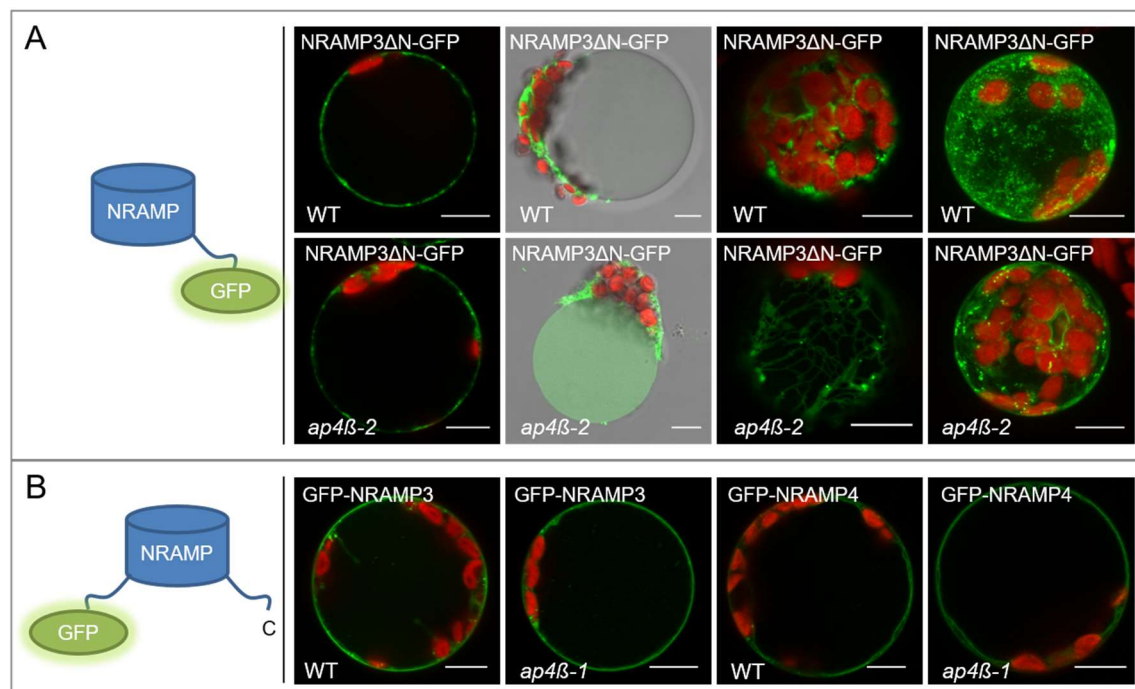 A
NRAMP
GFP
NRAMP3ΔN-GFP
WT
NRAMP3ΔN-GFP
WT
NRAMP3ΔN-GFP
WT
NRAMP3ΔN-GFP
WT
NRAMP3ΔN-GFP
ap4ß-2
NRAMP3ΔN-GFP
ap4ß-2
NRAMP3ΔN-GFP
ap4ß-2
NRAMP3ΔN-GFP
ap4ß-2
B
NRAMP
GFP
C
GFP-NRAMP3
WT
GFP-NRAMP3
ap4ß-1
GFP-NRAMP4
WT
GFP-NRAMP4
ap4ß-1